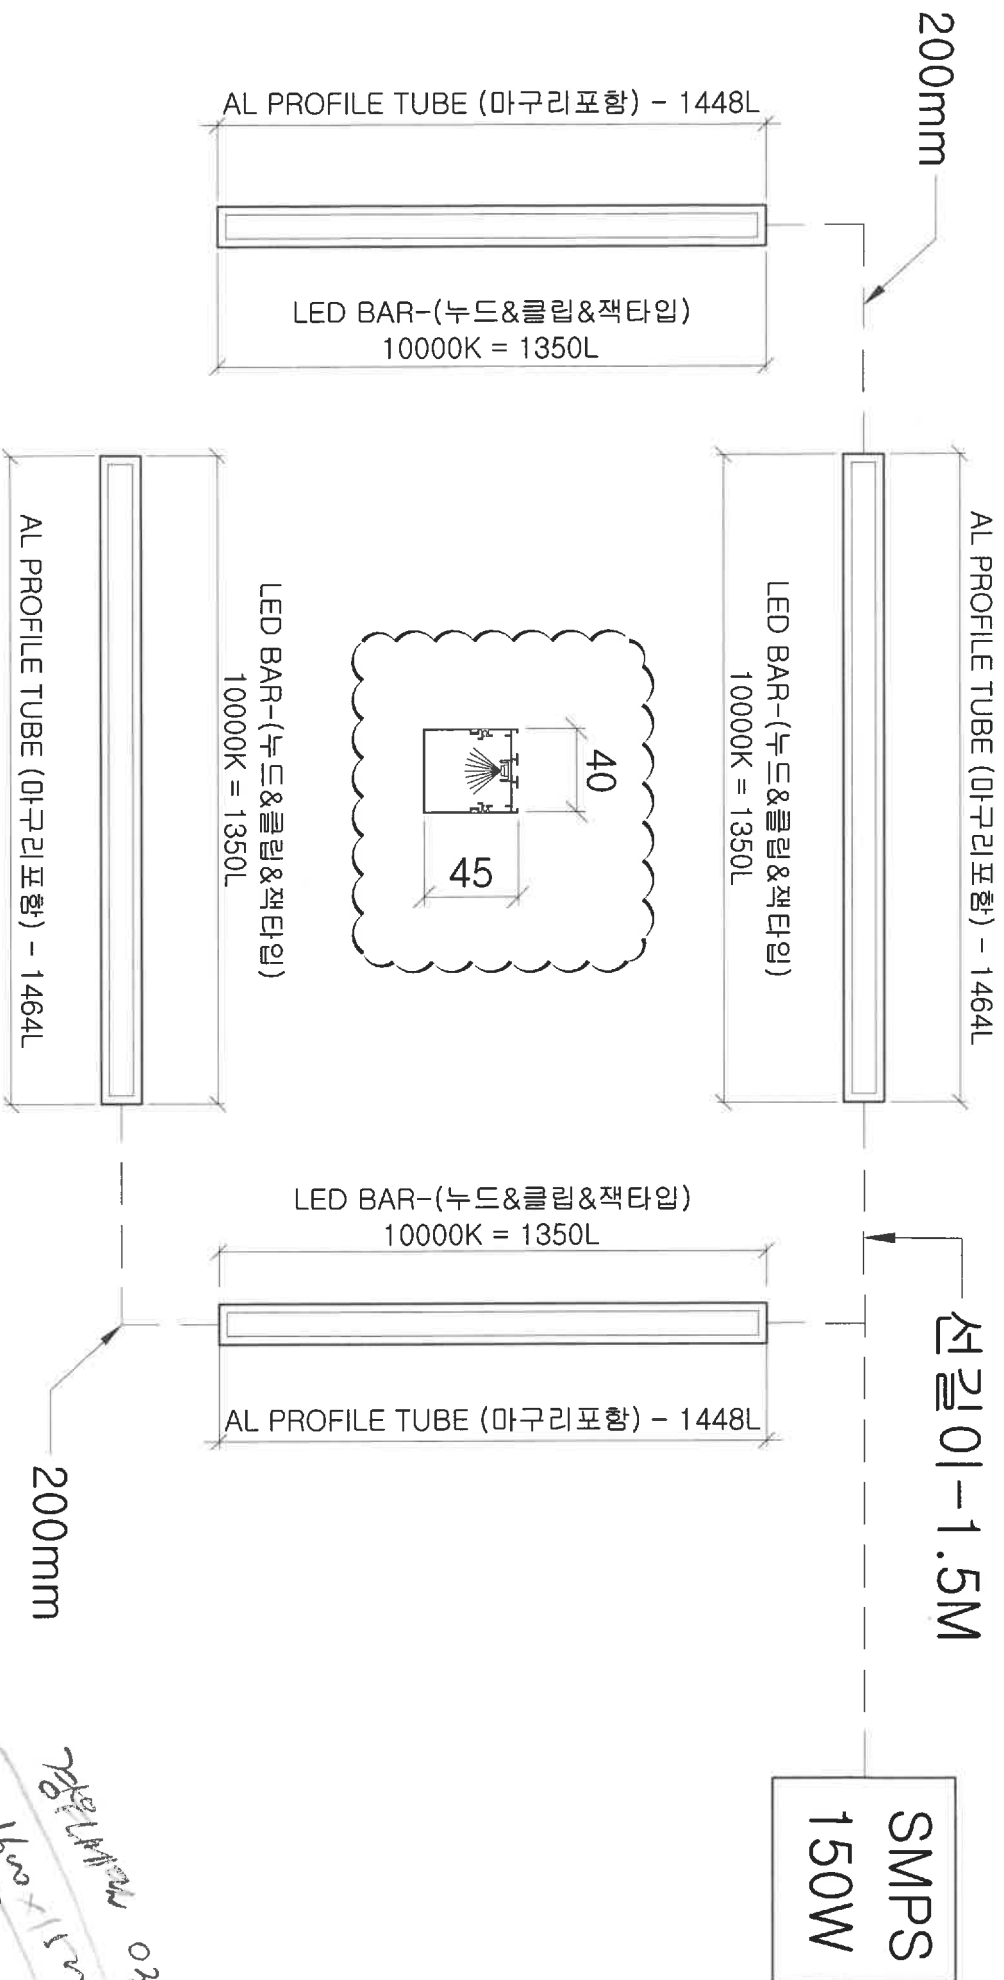 200mm
AL PROFILE TUBE (마구리포함) - 1448L
LED BAR-(누드&클립&잭타입)
10000K = 1350L
AL PROFILE TUBE (마구리포함) - 1464L
LED BAR-(누드&클립&잭타입)
10000K = 1350L
40
45
LED BAR-(누드&클립&잭타입)
10000K = 1350L
AL PROFILE TUBE (마구리포함) - 1464L
LED BAR-(누드&클립&잭타입)
10000K = 1350L
AL PROFILE TUBE (마구리포함) - 1448L
선길이-1.5M
200mm
SMPS
150W